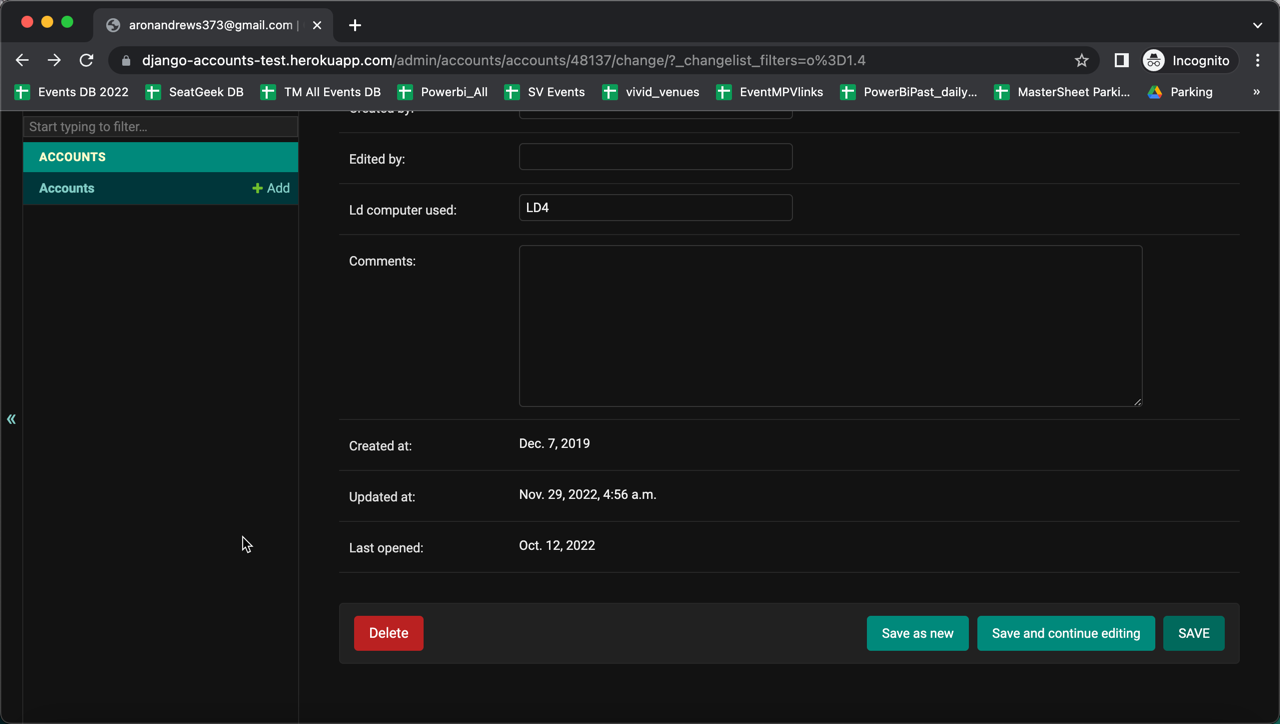 aronandrews373@gmail.com |
django-accounts-test.herokuapp.com/admin/accounts/accounts/48137/change/?_changelist_filters=o%3D1.4
Incognito
Events DB 2022 SeatGeek DB TM All Events DB Powerbi_All SV Events vivid_venues EventMPVlinks PowerBiPast_daily... MasterSheet Parki... Parking »
Start typing to filter...
Created by:
ACCOUNTS
Edited by:
Accounts + Add
Ld computer used: LD4
Comments:
«
Created at: Dec. 7, 2019
Updated at: Nov. 29, 2022, 4:56 a.m.
Last opened: Oct. 12, 2022
Delete Save as new Save and continue editing SAVE